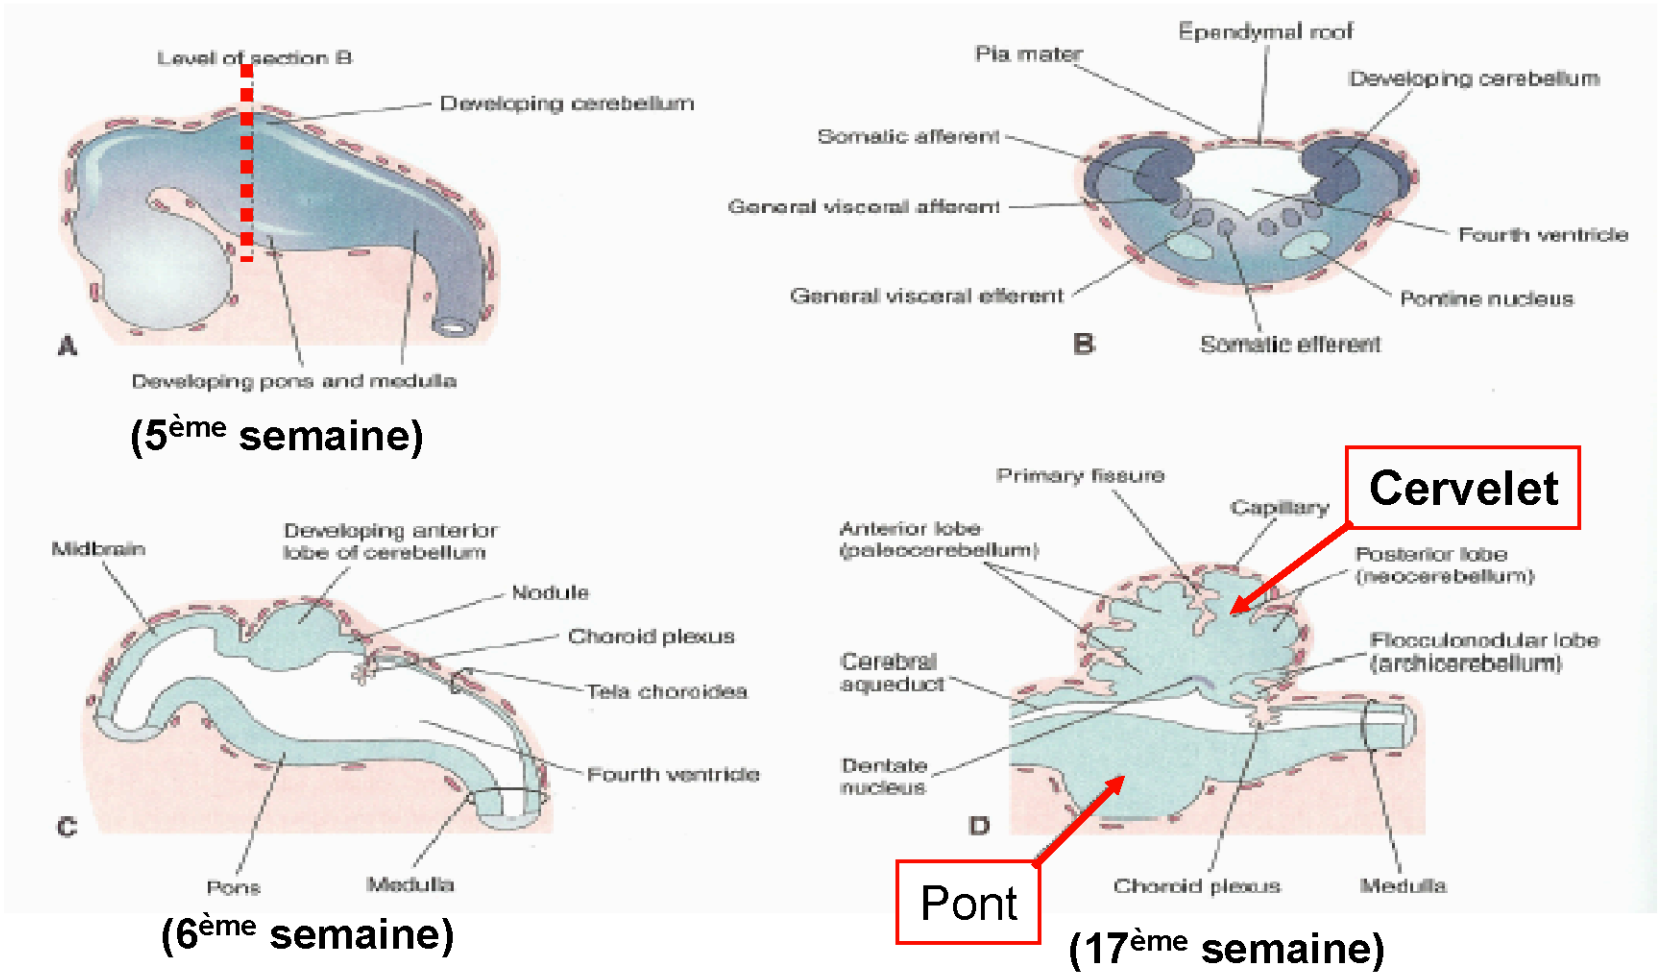 Level of section B
Developing cerebellum
A
Developing pons and medulla
(5ème semaine)
Ependymal roof
Pia mater
Developing cerebellum
Somatic afferent
General visceral afferent
Fourth ventricle
General visceral efferent
Pontine nucleus
B
Somatic efferent
Developing anterior
lobe of cerebellum
Midbrain
Nodule
Choroid plexus
Tela choroidea
Fourth ventricle
C
Pons
Medulla
(6ème semaine)
Primary fissure
Cervelet
Capillary
Anterior lobe
(paleocerebellum)
Posterior lobe
(neocerebellum)
Flocculonodular lobe
(archicerebellum)
Cerebral
aqueduct
Dentate
nucleus
D
Pont
Choroid plexus
Medulla
(17ème semaine)